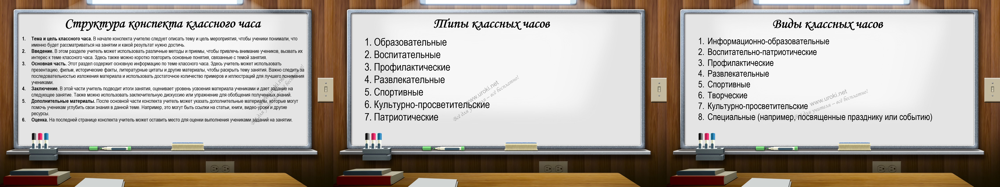 Структура конспекта классного часа
1. Тема и цель классного часа. В начале конспекта учителю следует описать тему и цель мероприятия, чтобы ученики понимали, что
именно будет рассматриваться на занятии и какой результат нужно достичь.
2. Введение. В этом разделе учитель может использовать различные методы и приемы, чтобы привлечь внимание учеников, вызвать их
интерес к теме классного часа. Здесь также можно коротко повторить основные понятия, связанные с темой занятия.
3. Основная часть. Этот раздел содержит основную информацию по теме классного часа. Здесь учитель может использовать
презентацию, фильм, исторические факты, литературные цитаты и другие материалы, чтобы раскрыть тему занятия. Важно следить за
последовательностью изложения материала и использовать достаточное количество примеров и иллюстраций для лучшего понимания
учениками.
4. Заключение. В этой части учитель подводит итоги занятия, оценивает уровень усвоения материала учениками и дает задание на
следующее занятие. Также можно использовать заключительную дискуссию или упражнение для обобщения полученных знаний.
5. Дополнительные материалы. После основной части конспекта учитель может указать дополнительные материалы, которые могут
помочь ученикам углубить свои знания в данной теме. Например, это могут быть ссылки на статьи, книги, видео-уроки и другие
ресурсы.
6. Оценка. На последней странице конспекта учитель может оставить место для оценки выполнения учениками заданий на занятии.
www.uroki.net
Всё для учителя – всё бесплатно!
Типы классных часов
1. Образовательные
2. Воспитательные
3. Профилактические
4. Развлекательные
5. Спортивные
6. Культурно-просветительские
7. Патриотические
www.uroki.net
Всё для учителя – всё бесплатно!
Виды классных часов
1. Информационно-образовательные
2. Воспитательно-патриотические
3. Профилактические
4. Развлекательные
5. Спортивные
6. Творческие
7. Культурно-просветительские
8. Специальные (например, посвященные празднику или событию)
www.uroki.net
Всё для учителя – всё бесплатно!